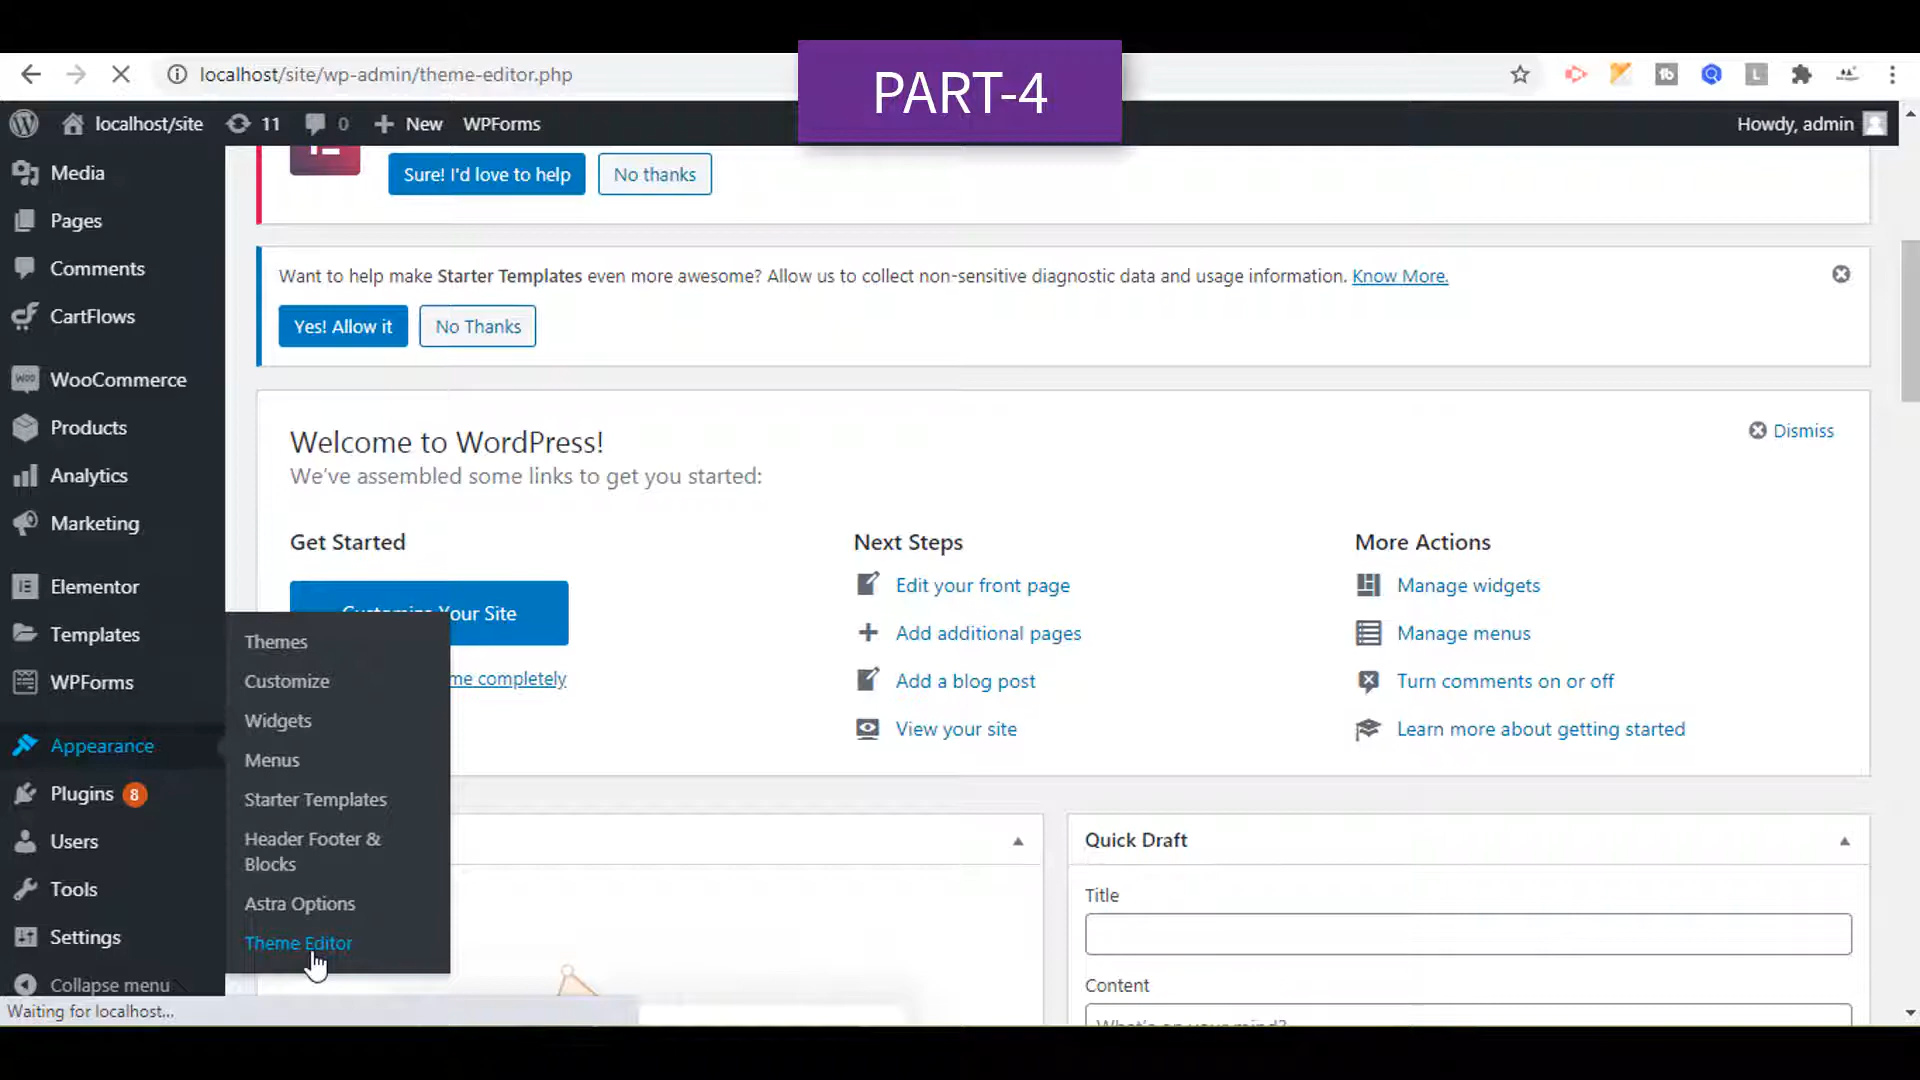 PART-4
localhost/site/wp-admin/theme-editor.php
localhost/site 11 0 New WPForms
Howdy, admin
Media
Pages
Comments
CartFlows
WooCommerce
Products
Analytics
Marketing
Elementor
Templates
WPForms
Appearance
Plugins 8
Users
Tools
Settings
Collapse menu
Waiting for localhost...
Themes
Customize
Widgets
Menus
Starter Templates
Header Footer &
Blocks
Astra Options
Theme Editor
Sure! I'd love to help No thanks
Want to help make Starter Templates even more awesome? Allow us to collect non-sensitive diagnostic data and usage information. Know More.
Yes! Allow it No Thanks
Welcome to WordPress!
Dismiss
We've assembled some links to get you started:
Get Started
Customize Your Site
me completely
Next Steps
Edit your front page
Add additional pages
Add a blog post
View your site
More Actions
Manage widgets
Manage menus
Turn comments on or off
Learn more about getting started
Quick Draft
Title
Content
What's on your mind?